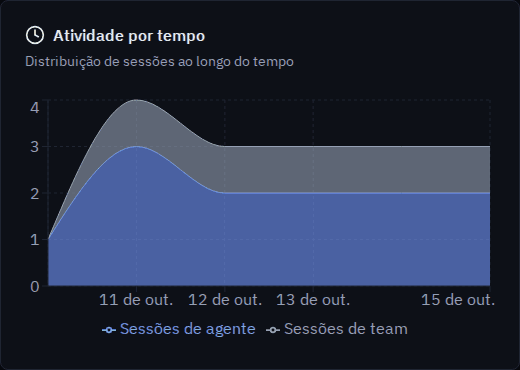 Atividade por tempo
Distribuição de sessões ao longo do tempo
4
3
2
1
0
11 de out. 12 de out. 13 de out. 15 de out.
Sessões de agente Sessões de team